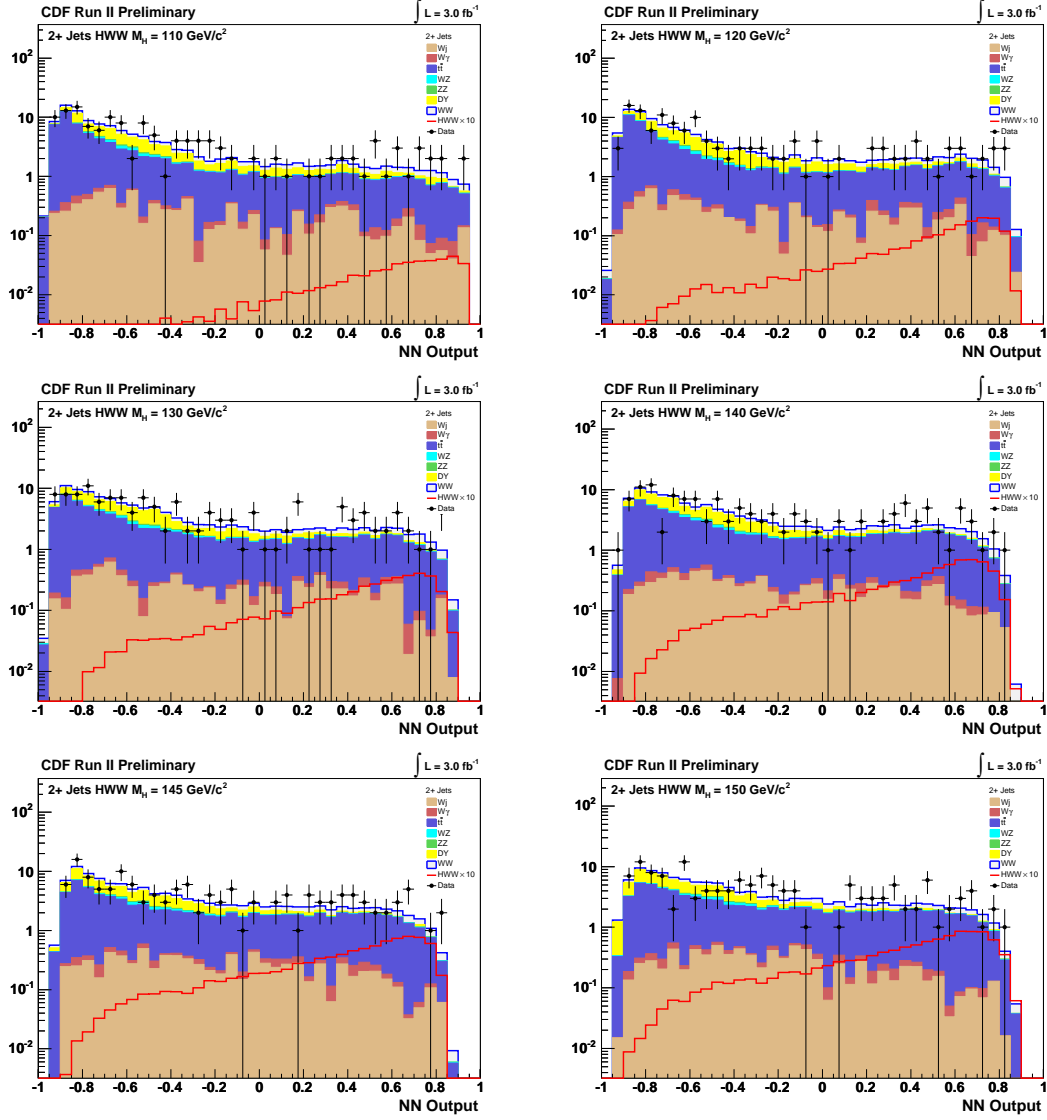 CDF Run II Preliminary
∫ L = 3.0 fb⁻¹
2+ Jets HWW M_H = 110 GeV/c²
2+ Jets
Wj
Wγ
tt̄
WZ
ZZ
DY
WW
HWW×10
Data
10²
10
1
10⁻¹
10⁻²
-1 -0.8 -0.6 -0.4 -0.2 0 0.2 0.4 0.6 0.8 1
NN Output
CDF Run II Preliminary
∫ L = 3.0 fb⁻¹
2+ Jets HWW M_H = 120 GeV/c²
2+ Jets
Wj
Wγ
tt̄
WZ
ZZ
DY
WW
HWW×10
Data
10²
10
1
10⁻¹
10⁻²
-1 -0.8 -0.6 -0.4 -0.2 0 0.2 0.4 0.6 0.8 1
NN Output
CDF Run II Preliminary
∫ L = 3.0 fb⁻¹
2+ Jets HWW M_H = 130 GeV/c²
2+ Jets
Wj
Wγ
tt̄
WZ
ZZ
DY
WW
HWW×10
Data
10²
10
1
10⁻¹
10⁻²
-1 -0.8 -0.6 -0.4 -0.2 0 0.2 0.4 0.6 0.8 1
NN Output
CDF Run II Preliminary
∫ L = 3.0 fb⁻¹
2+ Jets HWW M_H = 140 GeV/c²
2+ Jets
Wj
Wγ
tt̄
WZ
ZZ
DY
WW
HWW×10
Data
10²
10
1
10⁻¹
10⁻²
-1 -0.8 -0.6 -0.4 -0.2 0 0.2 0.4 0.6 0.8 1
NN Output
CDF Run II Preliminary
∫ L = 3.0 fb⁻¹
2+ Jets HWW M_H = 145 GeV/c²
2+ Jets
Wj
Wγ
tt̄
WZ
ZZ
DY
WW
HWW×10
Data
10²
10
1
10⁻¹
10⁻²
-1 -0.8 -0.6 -0.4 -0.2 0 0.2 0.4 0.6 0.8 1
NN Output
CDF Run II Preliminary
∫ L = 3.0 fb⁻¹
2+ Jets HWW M_H = 150 GeV/c²
2+ Jets
Wj
Wγ
tt̄
WZ
ZZ
DY
WW
HWW×10
Data
10²
10
1
10⁻¹
10⁻²
-1 -0.8 -0.6 -0.4 -0.2 0 0.2 0.4 0.6 0.8 1
NN Output